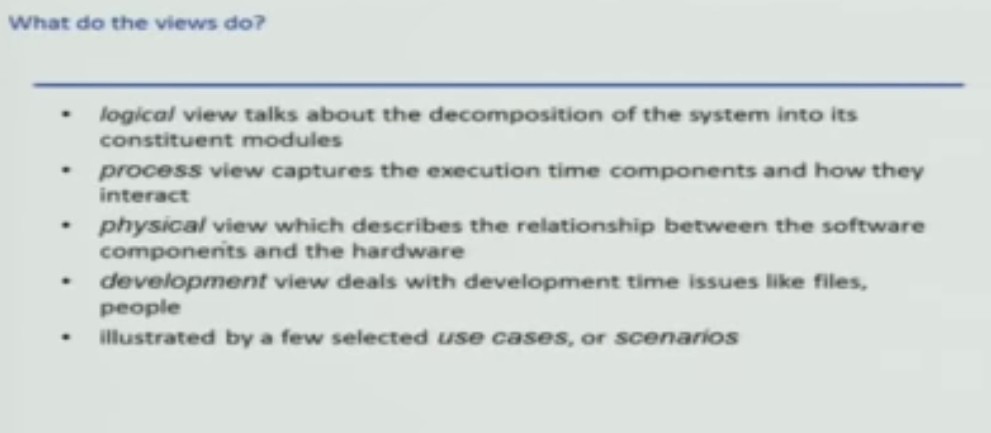 What do the views do?
• logical view talks about the decomposition of the system into its
constituent modules
• process view captures the execution time components and how they
interact
• physical view which describes the relationship between the software
components and the hardware
• development view deals with development time issues like files,
people
• illustrated by a few selected use cases, or scenarios